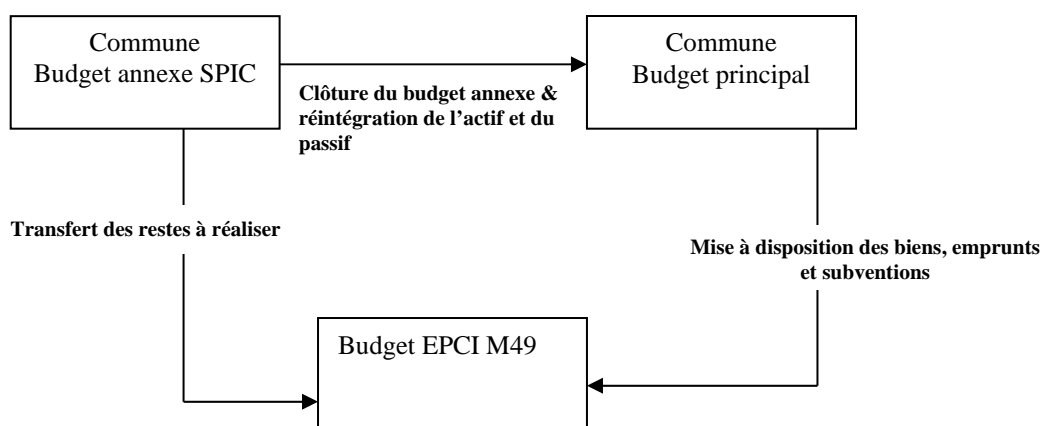 Commune
Budget annexe SPIC
Commune
Budget principal
Clôture du budget annexe &
réintégration de l'actif et du
passif
Transfert des restes à réaliser
Mise à disposition des biens, emprunts
et subventions
Budget EPCI M49